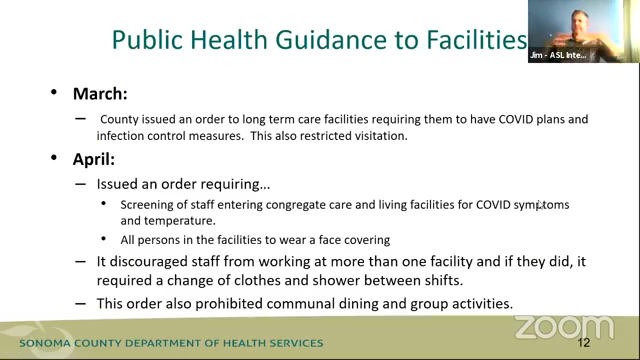 Public Health Guidance to Facilities
Jim - ASL Inte...
• March:
– County issued an order to long term care facilities requiring them to have COVID plans and
infection control measures. This also restricted visitation.
• April:
– Issued an order requiring...
• Screening of staff entering congregate care and living facilities for COVID symptoms
and temperature.
• All persons in the facilities to wear a face covering
– It discouraged staff from working at more than one facility and if they did, it
required a change of clothes and shower between shifts.
– This order also prohibited communal dining and group activities.
zoom
SONOMA COUNTY DEPARTMENT OF HEALTH SERVICES
12